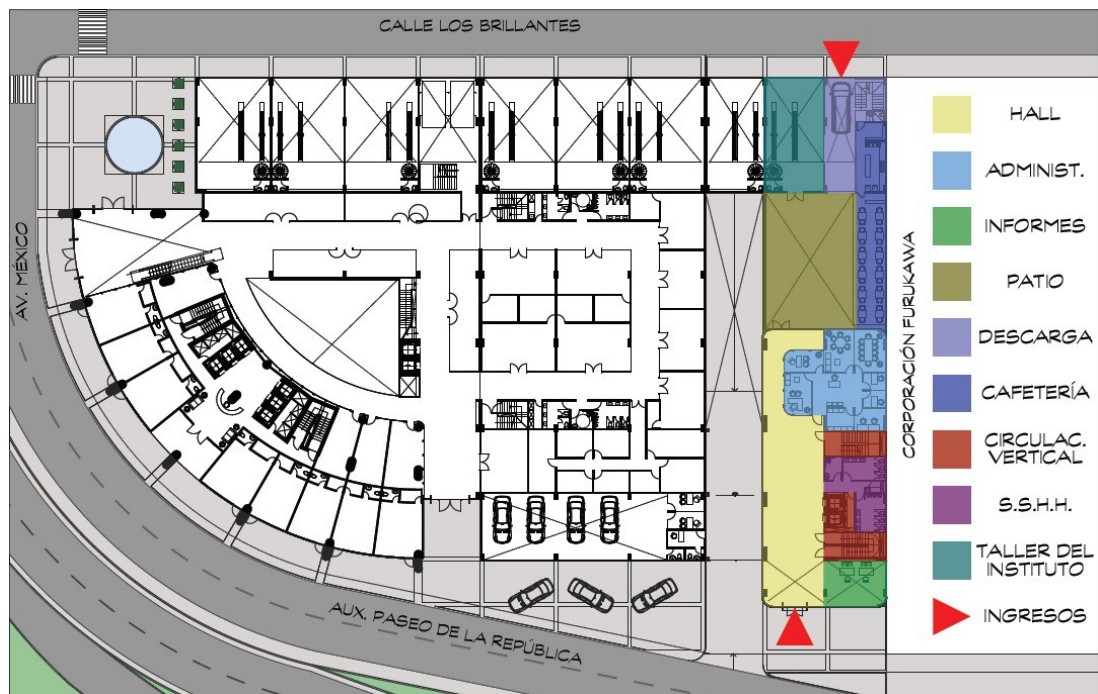 CALLE LOS BRILLANTES
AV. MÉXICO
AUX. PASEO DE LA REPÚBLICA
CORPORACIÓN FURUKAWA
HALL
ADMINIST.
INFORMES
PATIO
DESCARGA
CAFETERÍA
CIRCULAC.
VERTICAL
S.S.H.H.
TALLER DEL
INSTITUTO
INGRESOS